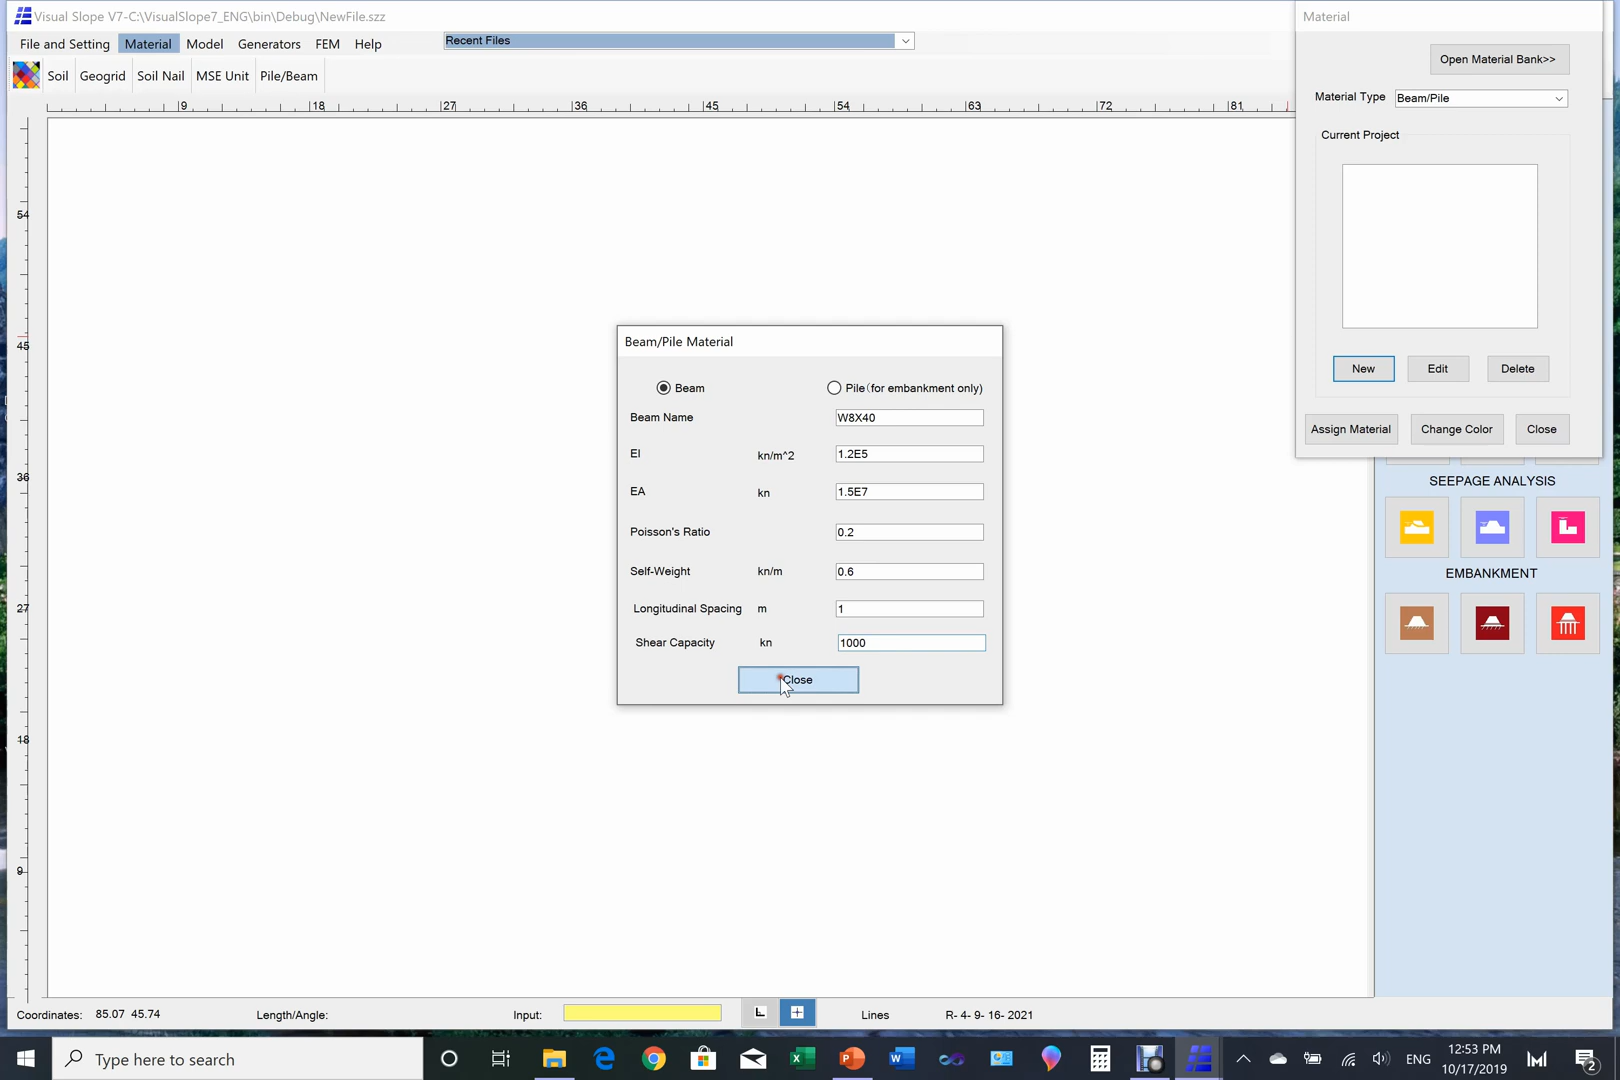 Visual Slope V7-C:\VisualSlope7_ENG\bin\Debug\NewFile.szz
File and Setting Material Model Generators FEM Help Recent Files
Soil Geogrid Soil Nail MSE Unit Pile/Beam
9 18 27 36 45 54 63 72 81
54
45
36
27
18
9
Material
Open Material Bank>>
Material Type Beam/Pile
Current Project
New Edit Delete
Assign Material Change Color Close
SEEPAGE ANALYSIS
EMBANKMENT
Beam/Pile Material
Beam Pile(for embankment only)
Beam Name W8X40
EI kn/m^2 1.2E5
EA kn 1.5E7
Poisson's Ratio 0.2
Self-Weight kn/m 0.6
Longitudinal Spacing m 1
Shear Capacity kn 1000
Close
Coordinates: 85.07 45.74 Length/Angle: Input: Lines R- 4- 9- 16- 2021
Type here to search
ENG
12:53 PM
10/17/2019
2